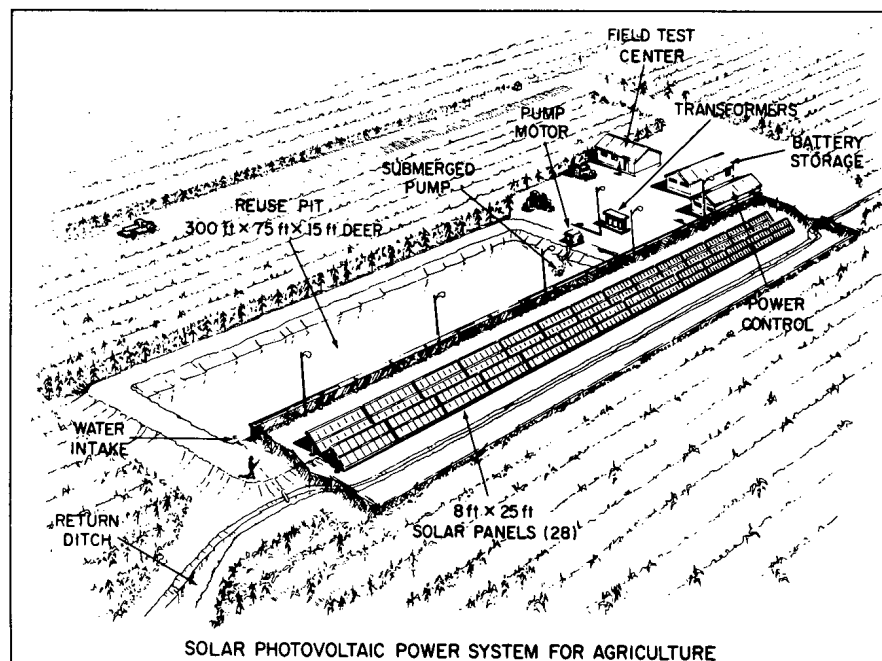 FIELD TEST
CENTER
TRANSFORMERS
PUMP
MOTOR
BATTERY
STORAGE
SUBMERGED
PUMP
REUSE PIT
300 ft × 75 ft × 15 ft DEER
POWER
CONTROL
WATER
INTAKE
8 ft × 25 ft
SOLAR PANELS (28)
RETURN
DITCH
SOLAR PHOTOVOLTAIC POWER SYSTEM FOR AGRICULTURE